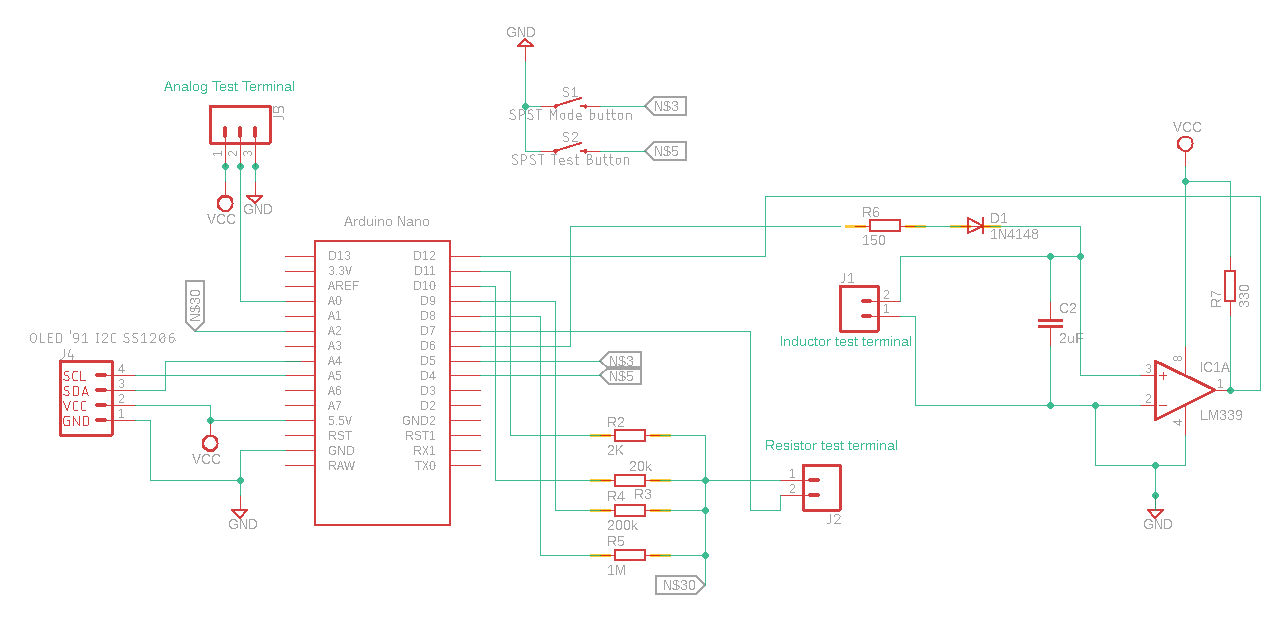 GND
Analog Test Terminal
J5
1
2
3
VCC
GND
S1
SPST Mode button
N$3
S2
SPST Test Button
N$5
Arduino Nano
D13
3.3V
AREF
A0
A1
A2
A3
A4
A5
A6
A7
5.5V
RST
GND
RAW
D12
D11
D10
D9
D8
D7
D6
D5
D4
D3
D2
GND2
RST1
RX1
TX0
N$30
OLED '91 I2C SS1206
J4
SCL
SDA
VCC
GND
4
3
2
1
VCC
GND
N$3
N$5
R2
2K
20k
R3
R4
200k
R5
1M
N$30
Resistor test terminal
1
2
J2
R6
150
D1
1N4148
J1
2
1
Inductor test terminal
C2
2uF
VCC
R7
330
8
3
+
2
−
1
4
IC1A
LM339
GND